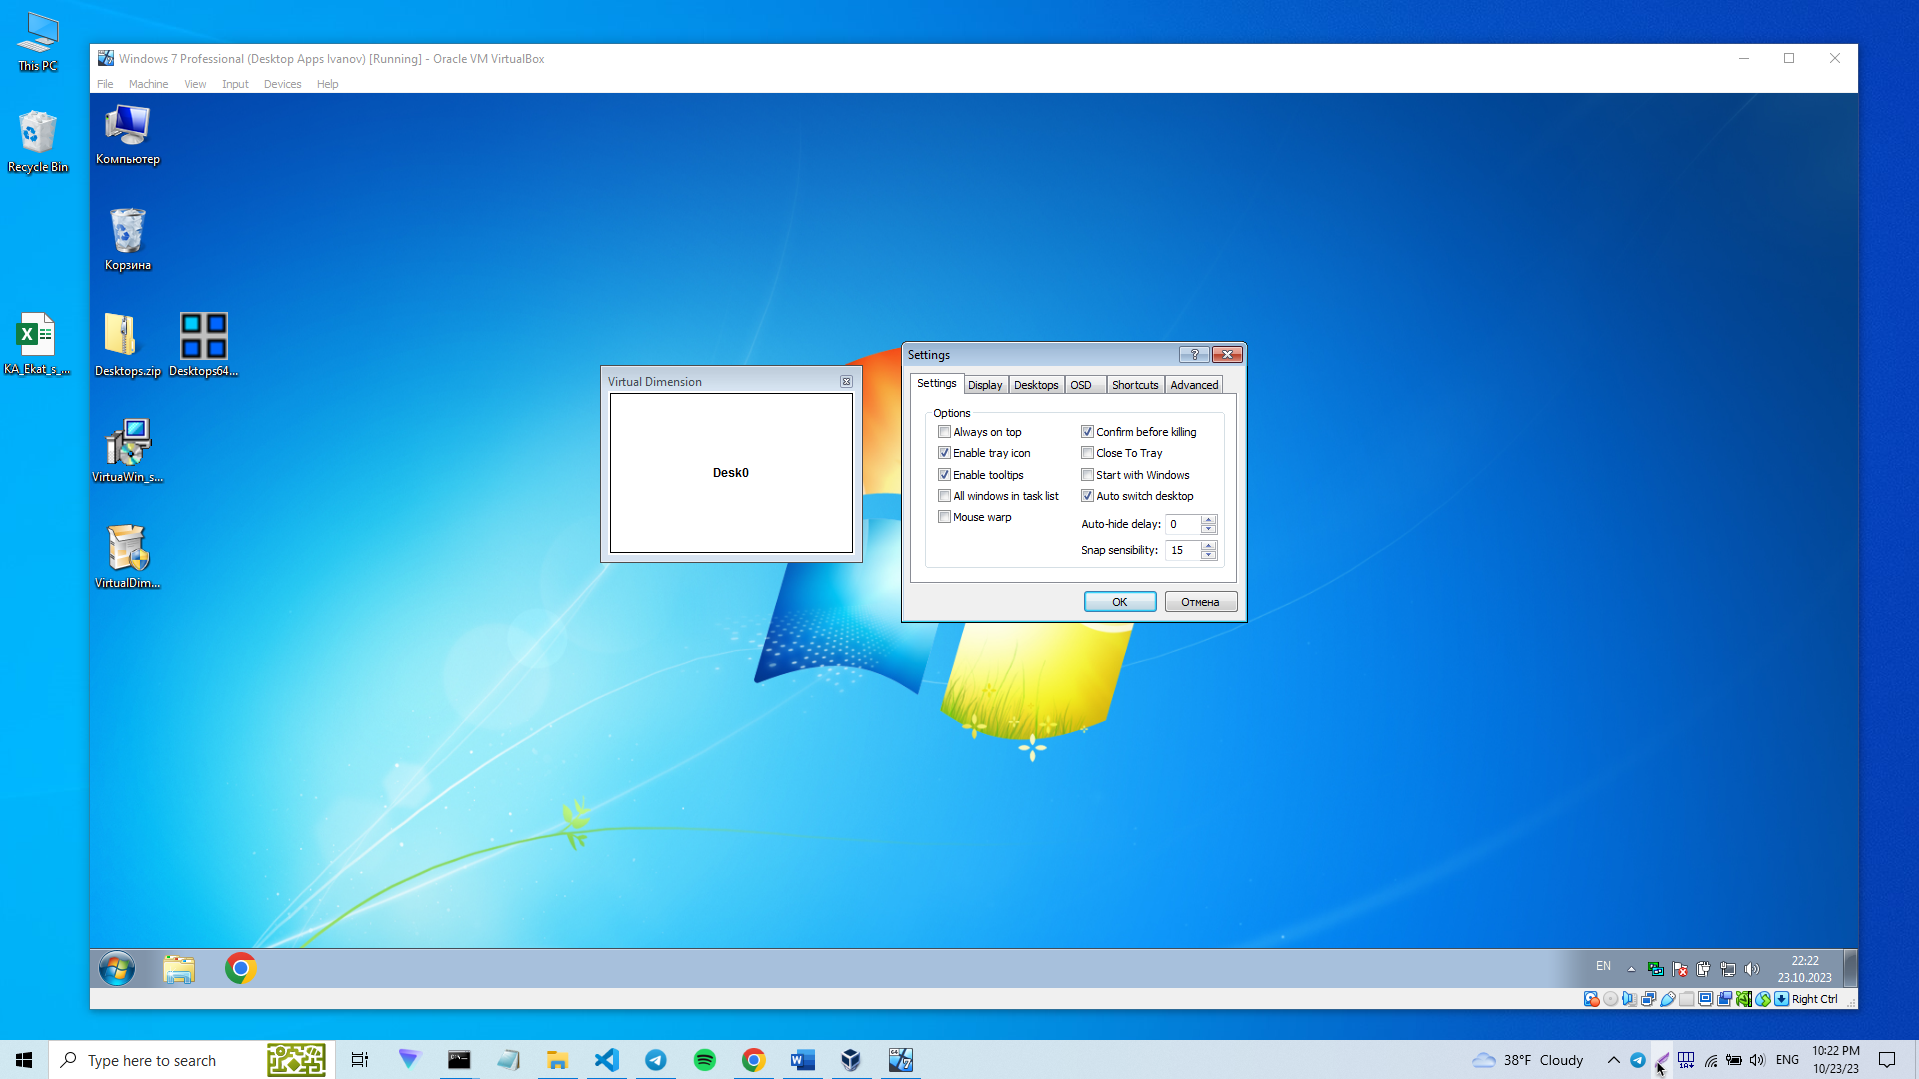 This PC
Recycle Bin
KA_Ekat_s_...
Windows 7 Professional (Desktop Apps Ivanov) [Running] - Oracle VM VirtualBox
File Machine View Input Devices Help
Компьютер
Корзина
Desktops.zip Desktops64...
VirtuaWin_s...
VirtualDim...
Virtual Dimension
Desk0
Settings
Settings Display Desktops OSD Shortcuts Advanced
Options
Always on top Confirm before killing
Enable tray icon Close To Tray
Enable tooltips Start with Windows
All windows in task list Auto switch desktop
Mouse warp
Auto-hide delay: 0
Snap sensibility: 15
OK Отмена
EN
22:22
23.10.2023
Right Ctrl
Type here to search
38°F Cloudy
ENG
10:22 PM
10/23/23